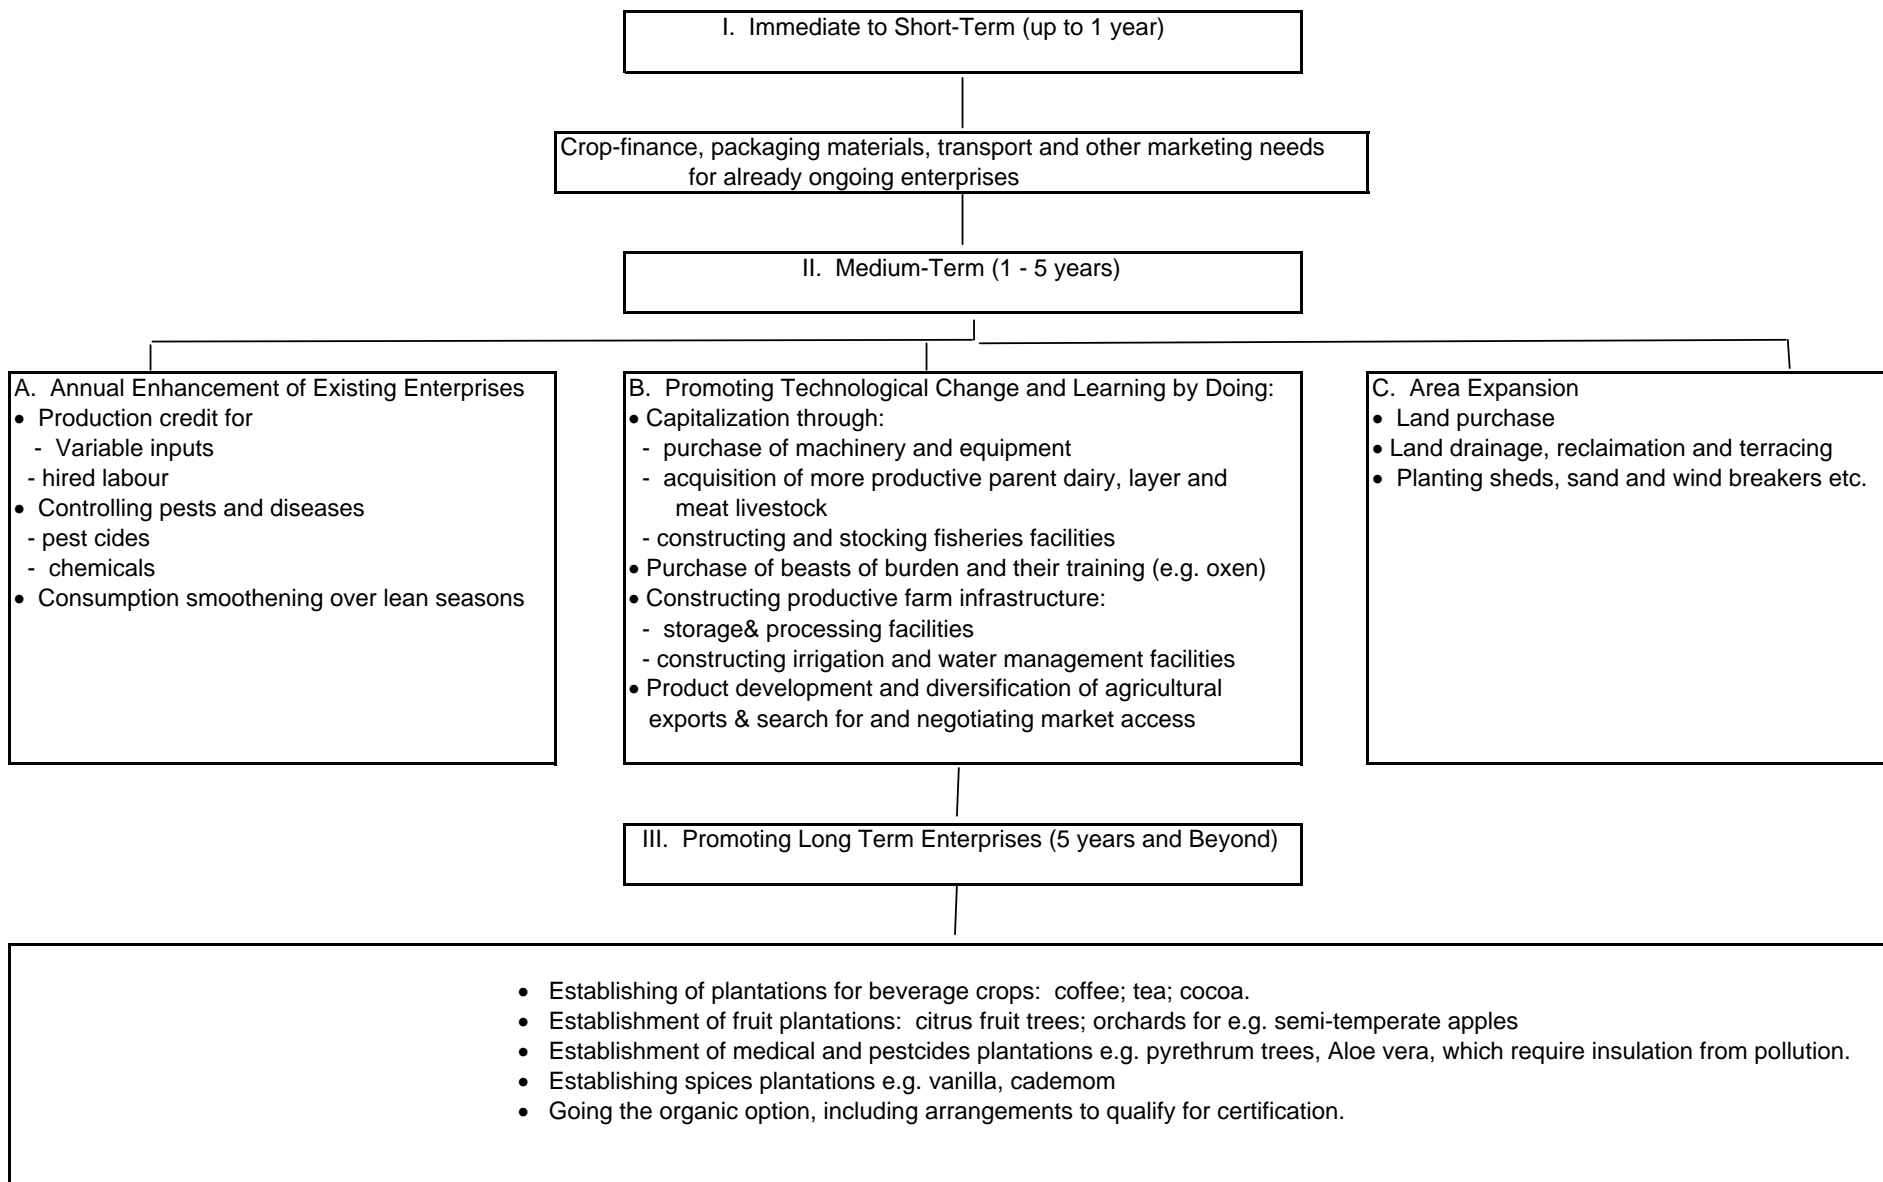 I. Immediate to Short-Term (up to 1 year)
Crop-finance, packaging materials, transport and other marketing needs
for already ongoing enterprises
II. Medium-Term (1 - 5 years)
A. Annual Enhancement of Existing Enterprises
• Production credit for
- Variable inputs
- hired labour
• Controlling pests and diseases
- pest cides
- chemicals
• Consumption smoothening over lean seasons
B. Promoting Technological Change and Learning by Doing:
• Capitalization through:
- purchase of machinery and equipment
- acquisition of more productive parent dairy, layer and
meat livestock
- constructing and stocking fisheries facilities
• Purchase of beasts of burden and their training (e.g. oxen)
• Constructing productive farm infrastructure:
- storage& processing facilities
- constructing irrigation and water management facilities
• Product development and diversification of agricultural
exports & search for and negotiating market access
C. Area Expansion
• Land purchase
• Land drainage, reclaimation and terracing
• Planting sheds, sand and wind breakers etc.
III. Promoting Long Term Enterprises (5 years and Beyond)
• Establishing of plantations for beverage crops: coffee; tea; cocoa.
• Establishment of fruit plantations: citrus fruit trees; orchards for e.g. semi-temperate apples
• Establishment of medical and pestcides plantations e.g. pyrethrum trees, Aloe vera, which require insulation from pollution.
• Establishing spices plantations e.g. vanilla, cademom
• Going the organic option, including arrangements to qualify for certification.